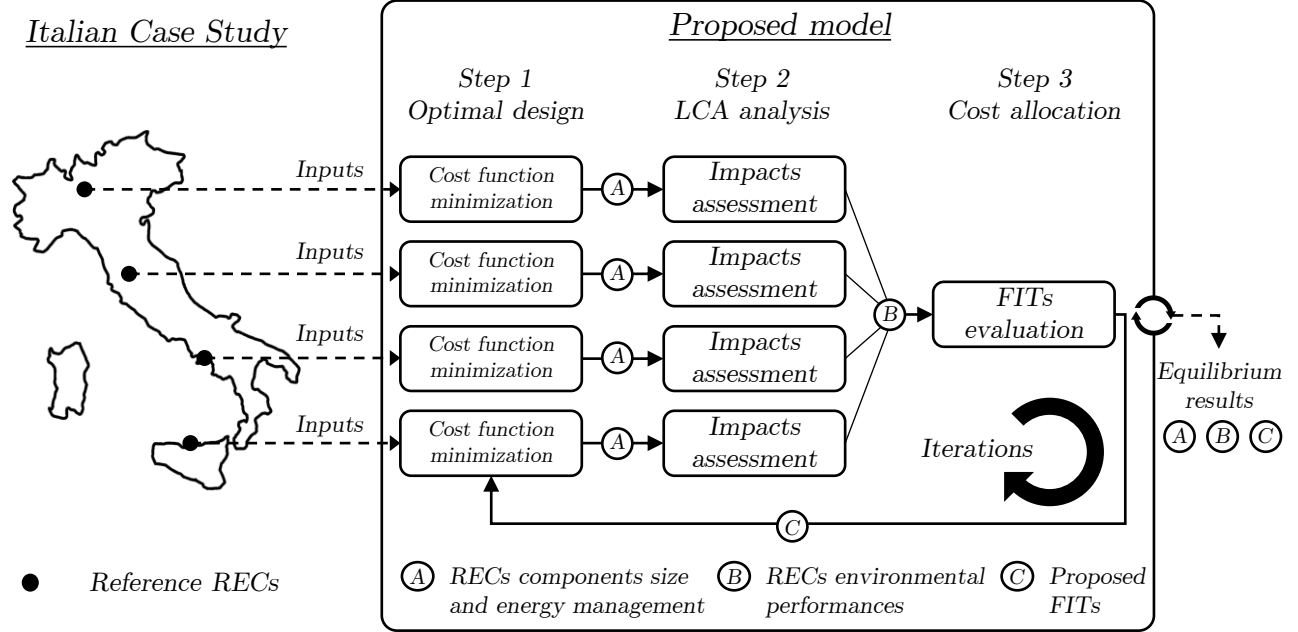 Italian Case Study
Proposed model
Step 1
Optimal design
Step 2
LCA analysis
Step 3
Cost allocation
Inputs
Cost function
minimization
A
Impacts
assessment
Inputs
Cost function
minimization
A
Impacts
assessment
Inputs
Cost function
minimization
A
Impacts
assessment
Inputs
Cost function
minimization
A
Impacts
assessment
B
FITs
evaluation
Iterations
C
Equilibrium
results
A B C
Reference RECs
A RECs components size
and energy management
B RECs environmental
performances
C Proposed
FITs